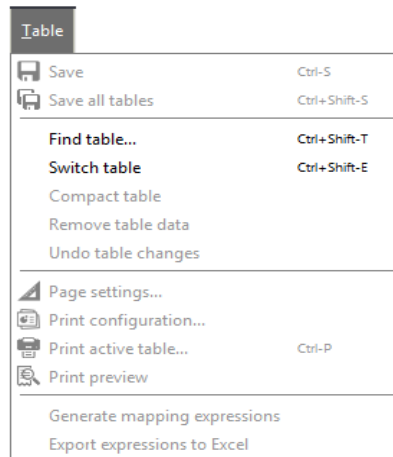 Table
Save Ctrl-S
Save all tables Ctrl+Shift-S
Find table... Ctrl+Shift-T
Switch table Ctrl+Shift-E
Compact table
Remove table data
Undo table changes
Page settings...
Print configuration...
Print active table... Ctrl-P
Print preview
Generate mapping expressions
Export expressions to Excel